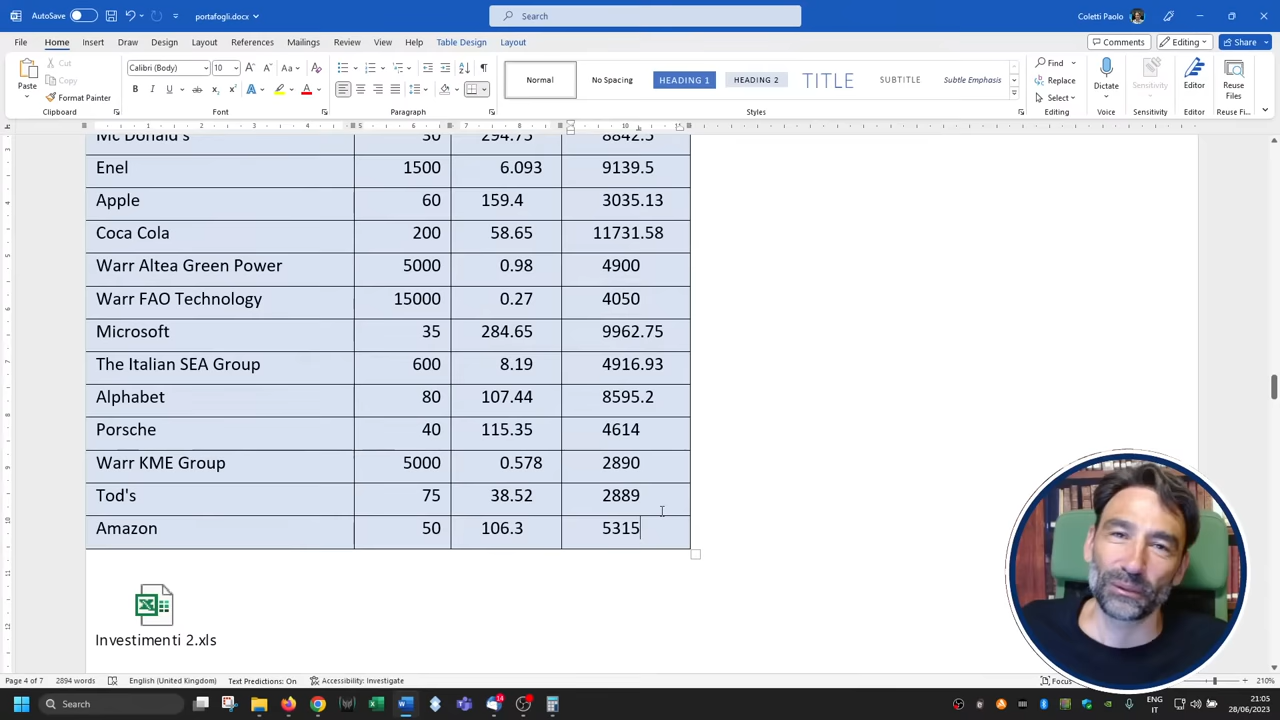 AutoSave
portafogli.docx
Search
Coletti Paolo
File Home Insert Draw Design Layout References Mailings Review View Help Table Design Layout
Comments Editing Share
Paste
Cut
Copy
Format Painter
Clipboard
Calibri (Body) 10
Font
Paragraph
Normal
No Spacing
HEADING 1
HEADING 2
TITLE
SUBTITLE
Subtle Emphasis
Styles
Find
Replace
Select
Editing
Dictate
Voice
Sensitivity
Sensitivity
Editor
Editor
Reuse Files
Reuse Files
Mc Donald's 30 294.75 8842.5
Enel 1500 6.093 9139.5
Apple 60 159.4 3035.13
Coca Cola 200 58.65 11731.58
Warr Altea Green Power 5000 0.98 4900
Warr FAO Technology 15000 0.27 4050
Microsoft 35 284.65 9962.75
The Italian SEA Group 600 8.19 4916.93
Alphabet 80 107.44 8595.2
Porsche 40 115.35 4614
Warr KME Group 5000 0.578 2890
Tod's 75 38.52 2889
Amazon 50 106.3 5315
Investimenti 2.xls
Page 4 of 7 2894 words English (United Kingdom) Text Predictions: On Accessibility: Investigate Focus 210%
Search
14
ENG
IT
21:05
28/06/2023